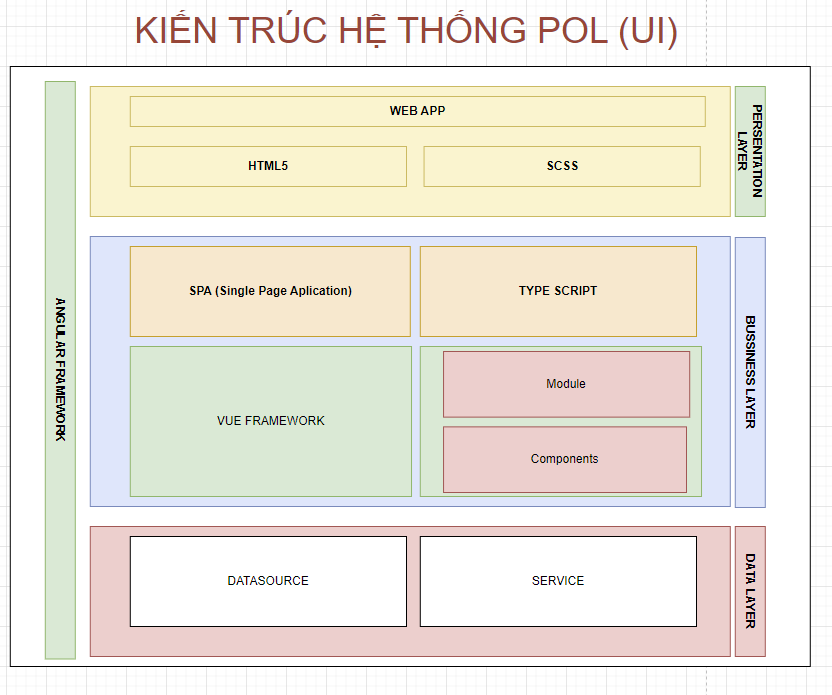 KIẾN TRÚC HỆ THỐNG POL (UI)
ANGULAR FRAMEWORK
WEB APP
HTML5
SCSS
PERSENTATION
LAYER
SPA (Single Page Aplication)
TYPE SCRIPT
VUE FRAMEWORK
Module
Components
BUSSINESS LAYER
DATASOURCE
SERVICE
DATA LAYER